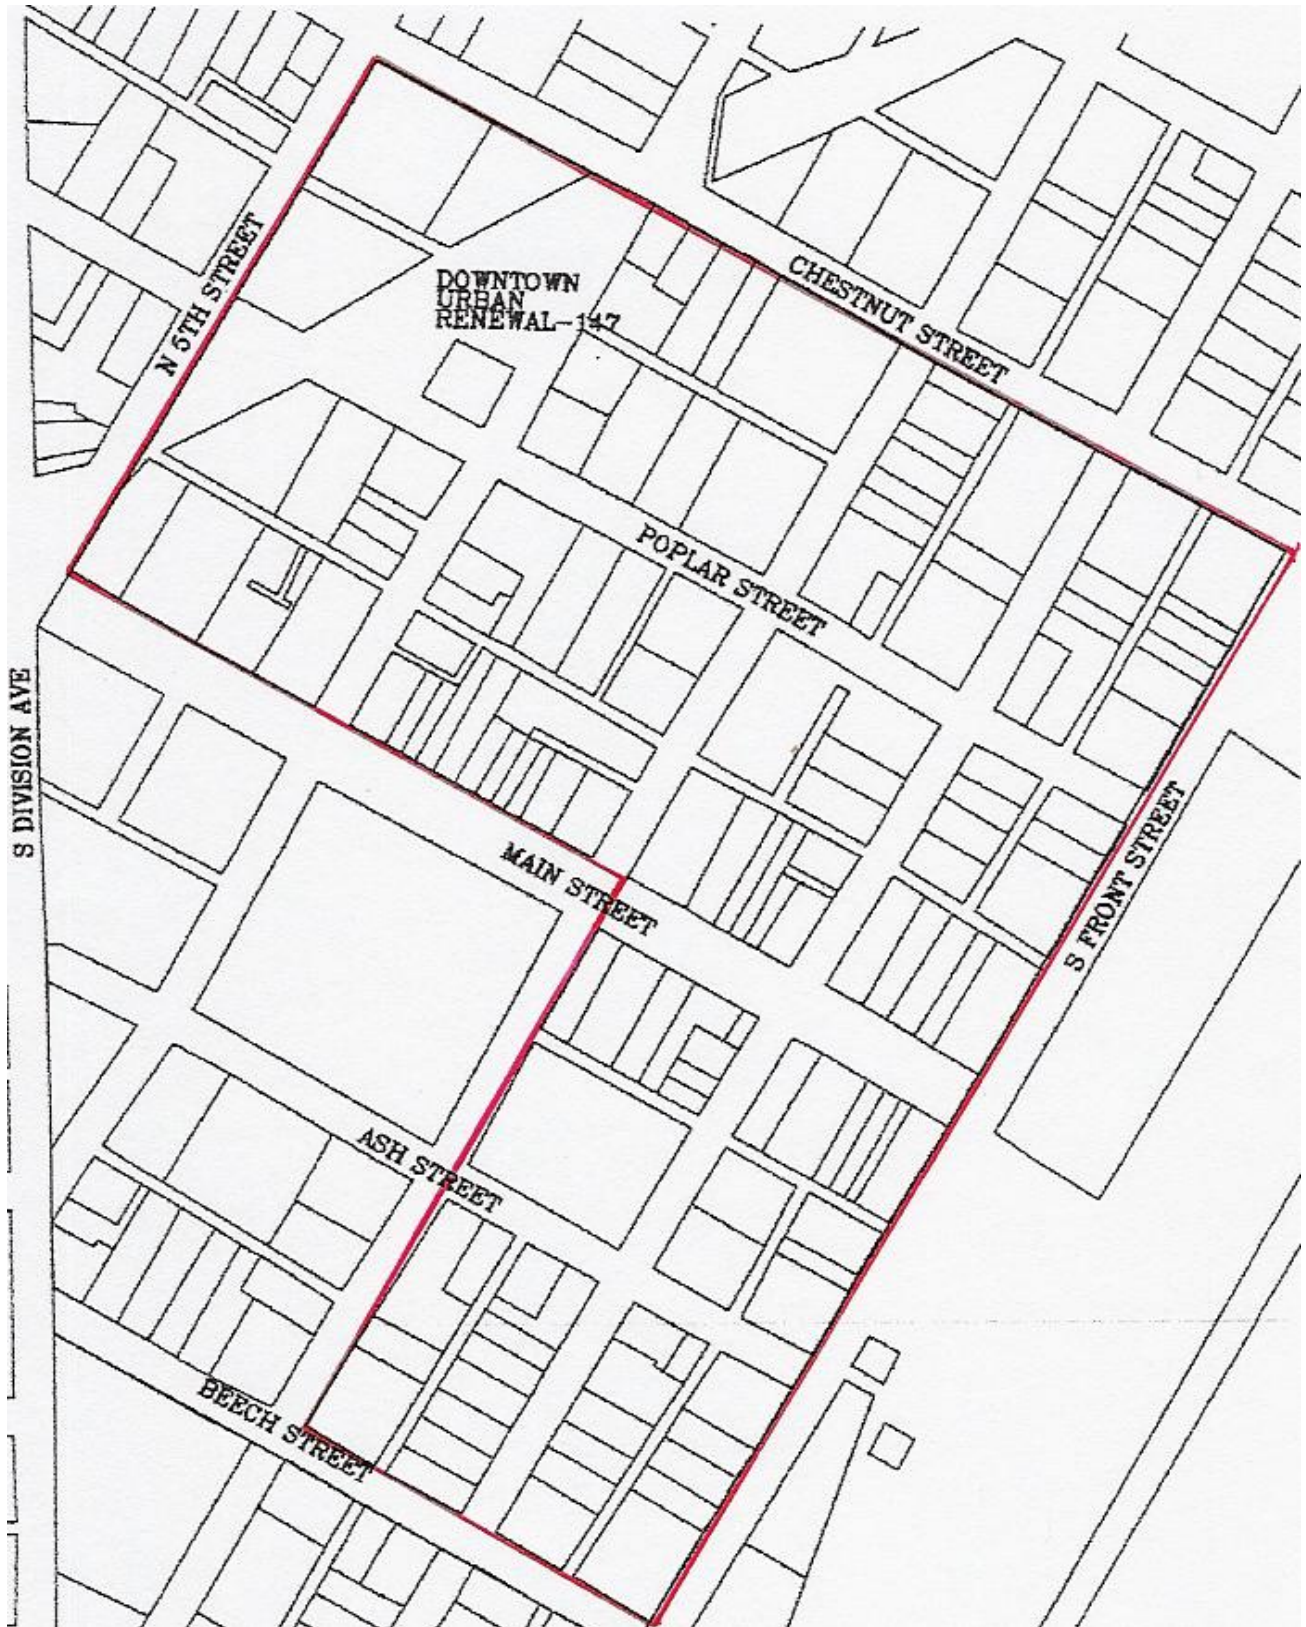 N 5TH STREET
DOWNTOWN
URBAN
RENEWAL-147
CHESTNUT STREET
POPLAR STREET
S DIVISION AVE
MAIN STREET
S FRONT STREET
ASH STREET
BEECH STREET